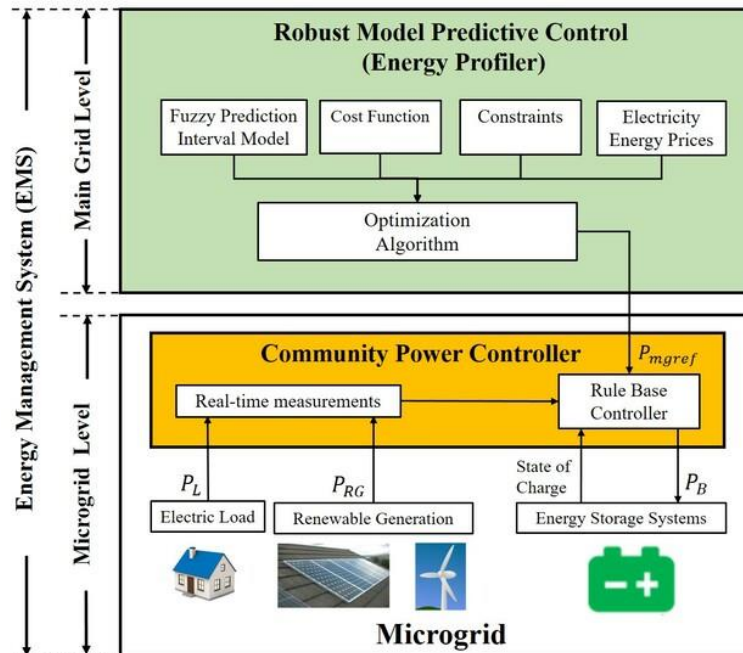 Energy Management System (EMS)
Main Grid Level
Robust Model Predictive Control
(Energy Profiler)
Fuzzy Prediction
Interval Model
Cost Function
Constraints
Electricity
Energy Prices
Optimization
Algorithm
Microgrid Level
Community Power Controller
P_mgref
Real-time measurements
Rule Base
Controller
P_L
P_RG
State of
Charge
P_B
Electric Load
Renewable Generation
Energy Storage Systems
Microgrid